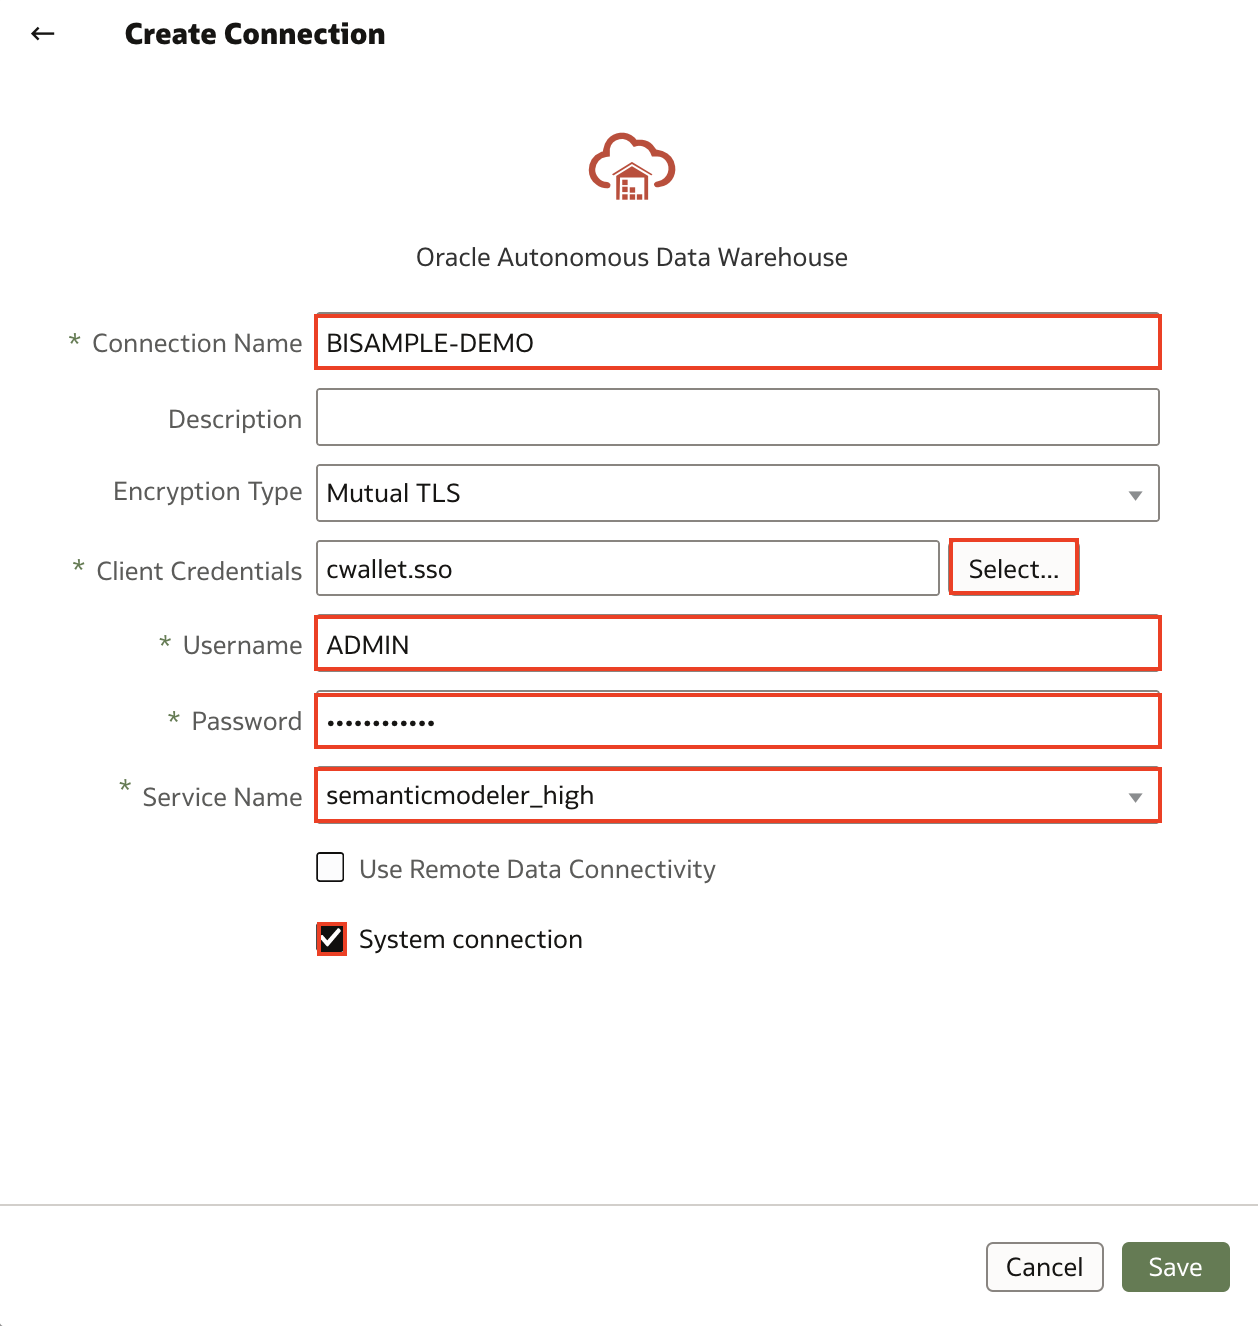 ← Create Connection
Oracle Autonomous Data Warehouse
* Connection Name BISAMPLE-DEMO
Description
Encryption Type Mutual TLS
* Client Credentials cwallet.sso Select...
* Username ADMIN
* Password ••••••••••••
* Service Name semanticmodeler_high
Use Remote Data Connectivity
System connection
Cancel Save